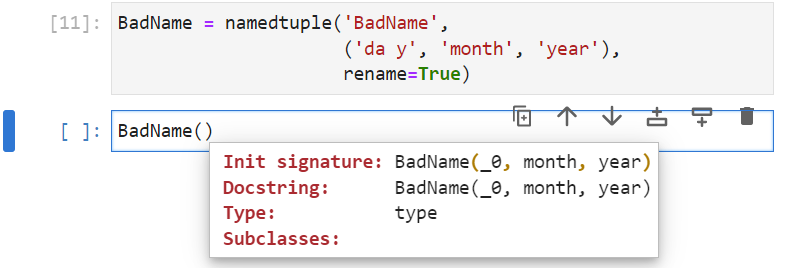 [11]: BadName = namedtuple('BadName',
('da y', 'month', 'year'),
rename=True)
[ ]: BadName()
Init signature: BadName(_0, month, year)
Docstring: BadName(_0, month, year)
Type: type
Subclasses: